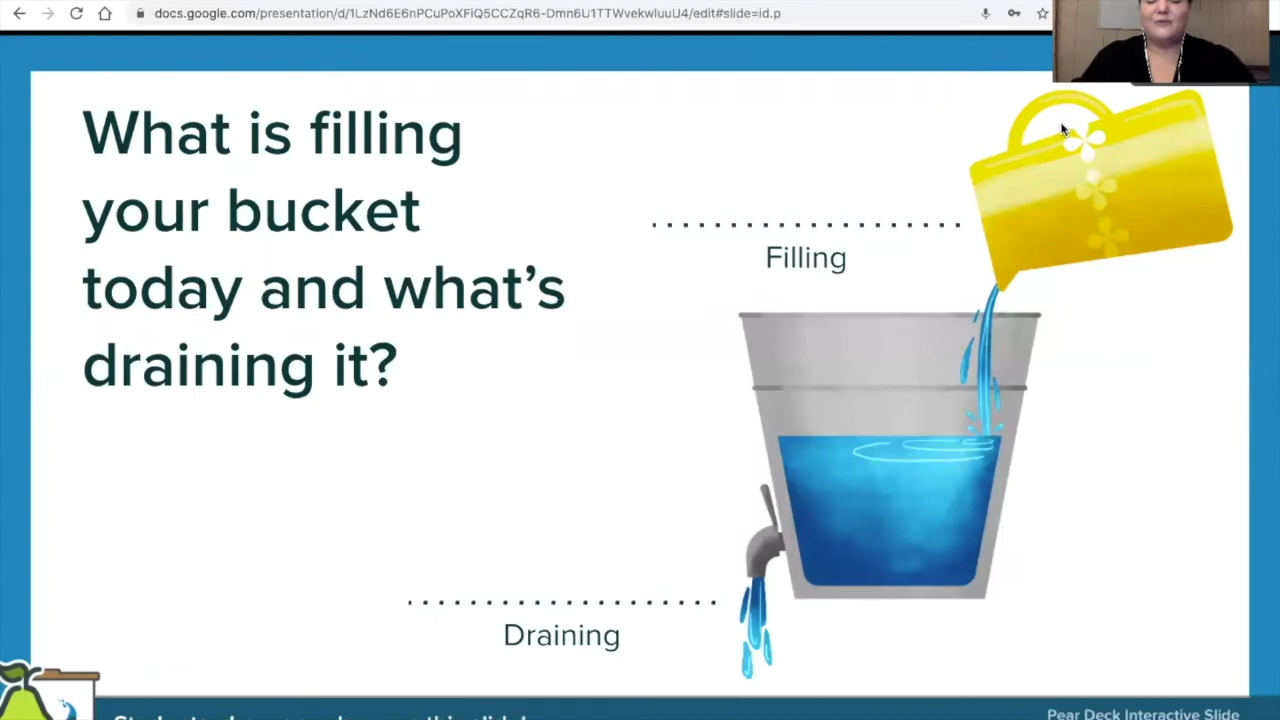 docs.google.com/presentation/d/1LzNd6E6nPCuPoXFiQ5CCZqR6-Dmn6U1TTWvekwluuU4/edit#slide=id.p
What is filling
your bucket
today and what's
draining it?
Filling
Draining
Pear Deck Interactive Slide